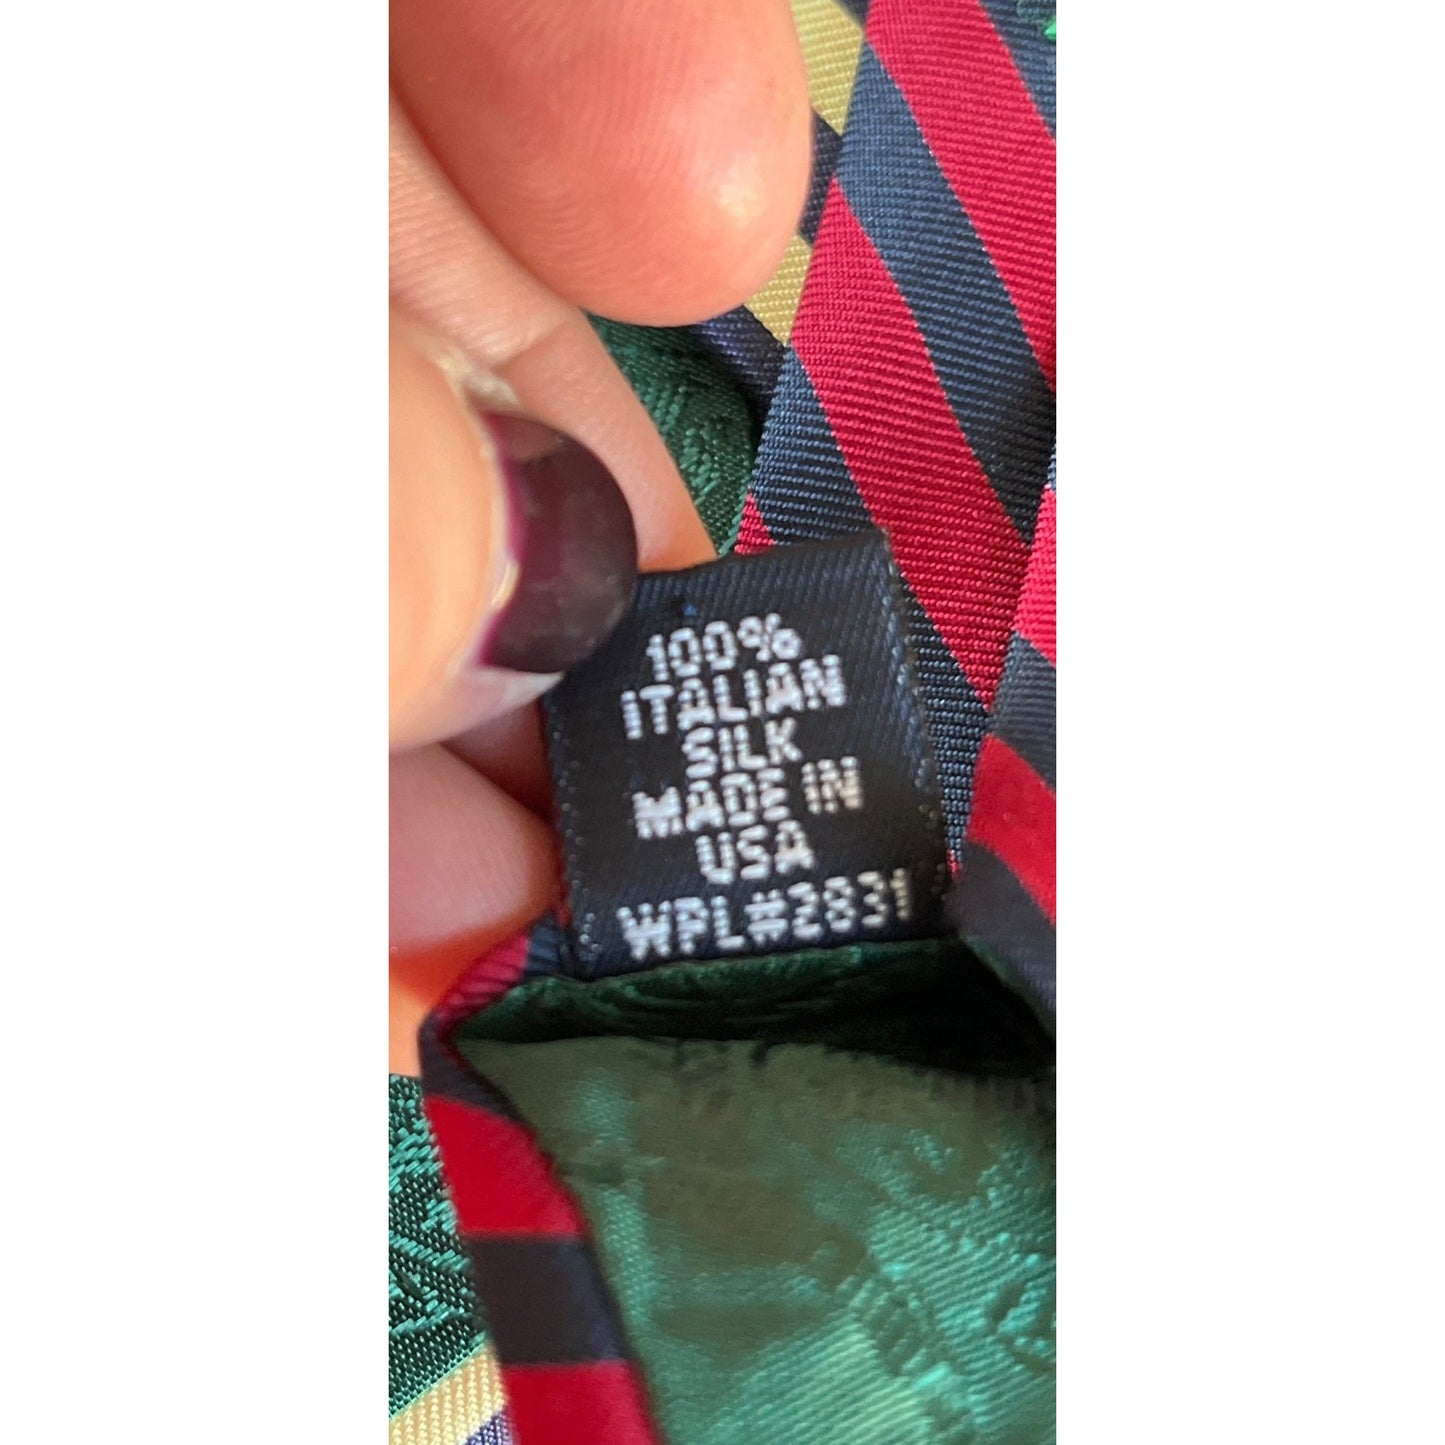 100%
ITALIAN
SILK
MADE IN
USA
WPL#2831